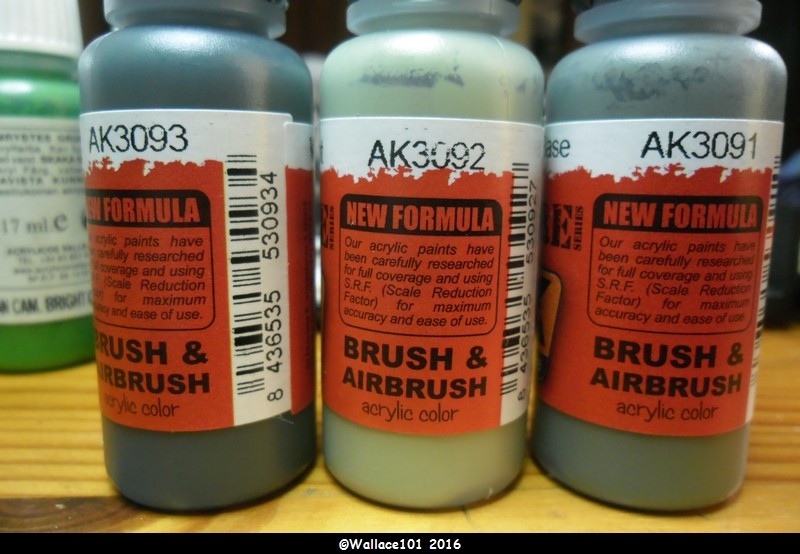 17 ml.e
CAN. BRIGHT
AK3093
NEW FORMULA
acrylic paints have
carefully researched
full coverage and using
(Scale Reduction
for maximum
accuracy and ease of use.
BRUSH &
AIRBRUSH
acrylic color
8 436535 530934
AK3092
NEW FORMULA
Our acrylic paints have
been carefully researched
for full coverage and using
S.R.F. (Scale Reduction
Factor) for maximum
accuracy and ease of use.
BRUSH &
AIRBRUSH
acrylic color
8 436535 530927
AK3091
SERIES
NEW FORMULA
Our acrylic paints have
been carefully researched
for full coverage and using
S.R.F. (Scale Reduction
Factor) for maximum
accuracy and ease of use.
BRUSH &
AIRBRUSH
acrylic color
©Wallace101 2016